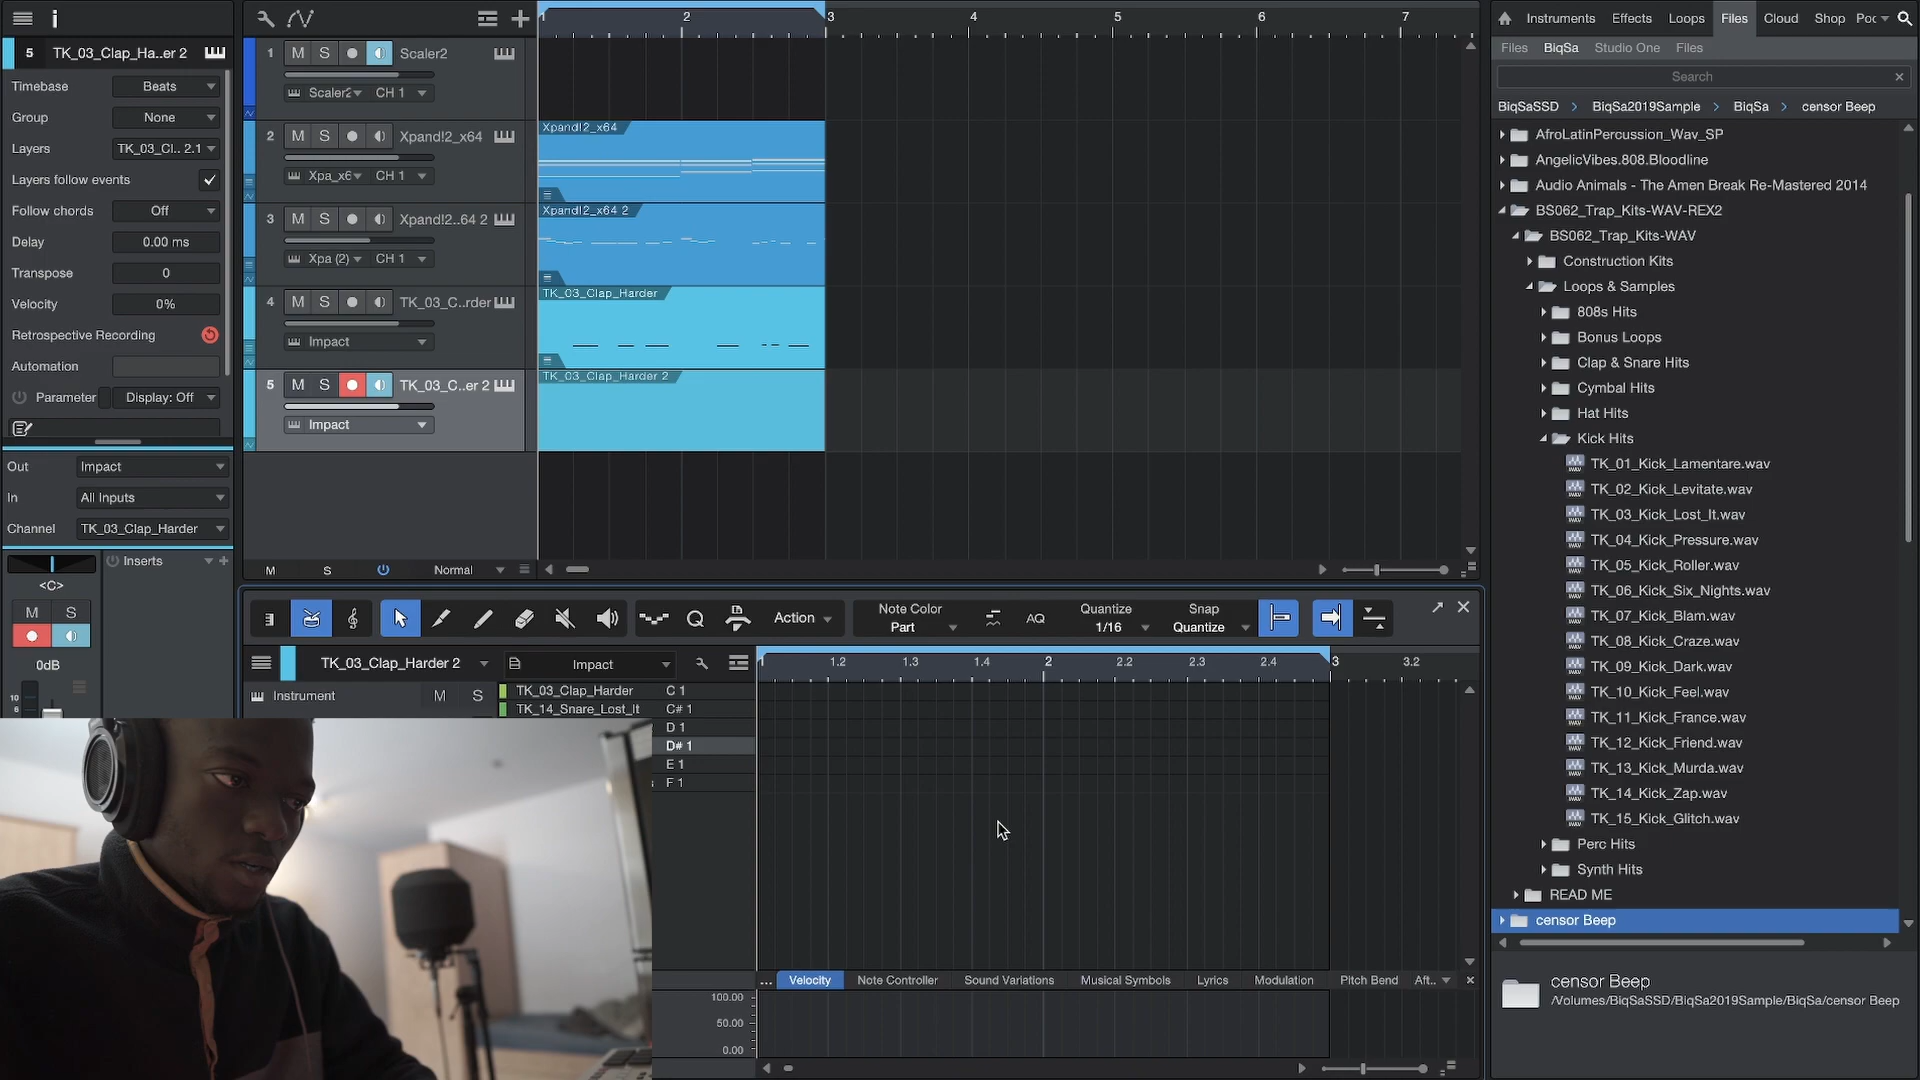 5 TK_03_Clap_Ha..er 2
Timebase Beats
Group None
Layers TK_03_Cl.. 2.1
Layers follow events
Follow chords Off
Delay 0.00 ms
Transpose 0
Velocity 0%
Retrospective Recording
Automation
Parameter Display: Off
Out Impact
In All Inputs
Channel TK_03_Clap_Harder
Inserts
<C>
M S
0dB
10
1 2 3 4 5 6 7
1 M S Scaler2
Scaler2 CH 1
2 M S Xpand!2_x64
Xpa_x6 CH 1
3 M S Xpand!2..64 2
Xpa (2) CH 1
4 M S TK_03_C..rder
Impact
5 M S TK_03_C..er 2
Impact
Xpand!2_x64
Xpand!2_x64 2
TK_03_Clap_Harder
TK_03_Clap_Harder 2
M S Normal
Action
Note Color
Part
AQ
Quantize
1/16
Snap
Quantize
TK_03_Clap_Harder 2 Impact
1 1.2 1.3 1.4 2 2.2 2.3 2.4 3 3.2
Instrument M S
TK_03_Clap_Harder C 1
TK_14_Snare_Lost_It C# 1
D 1
D# 1
E 1
F 1
... Velocity Note Controller Sound Variations Musical Symbols Lyrics Modulation Pitch Bend Aft..
100.00
50.00
0.00
Instruments Effects Loops Files Cloud Shop Poc
Files BiqSa Studio One Files
Search
BiqSaSSD > BiqSa2019Sample > BiqSa > censor Beep
AfroLatinPercussion_Wav_SP
AngelicVibes.808.Bloodline
Audio Animals - The Amen Break Re-Mastered 2014
BS062_Trap_Kits-WAV-REX2
BS062_Trap_Kits-WAV
Construction Kits
Loops & Samples
808s Hits
Bonus Loops
Clap & Snare Hits
Cymbal Hits
Hat Hits
Kick Hits
TK_01_Kick_Lamentare.wav
TK_02_Kick_Levitate.wav
TK_03_Kick_Lost_It.wav
TK_04_Kick_Pressure.wav
TK_05_Kick_Roller.wav
TK_06_Kick_Six_Nights.wav
TK_07_Kick_Blam.wav
TK_08_Kick_Craze.wav
TK_09_Kick_Dark.wav
TK_10_Kick_Feel.wav
TK_11_Kick_France.wav
TK_12_Kick_Friend.wav
TK_13_Kick_Murda.wav
TK_14_Kick_Zap.wav
TK_15_Kick_Glitch.wav
Perc Hits
Synth Hits
READ ME
censor Beep
censor Beep
/Volumes/BiqSaSSD/BiqSa2019Sample/BiqSa/censor Beep